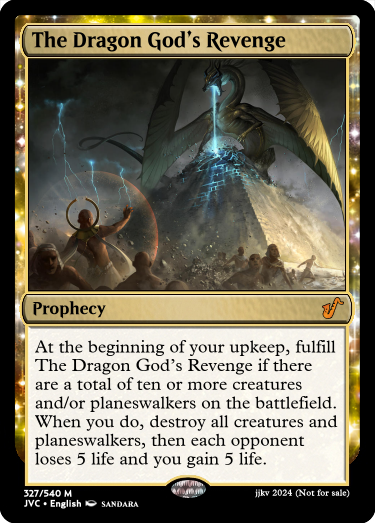 The Dragon God's Revenge
Prophecy
At the beginning of your upkeep, fulfill
The Dragon God's Revenge if there
are a total of ten or more creatures
and/or planeswalkers on the battlefield.
When you do, destroy all creatures and
planeswalkers, then each opponent
loses 5 life and you gain 5 life.
327/540 M
JVC • English SANDARA
jjkv 2024 (Not for sale)